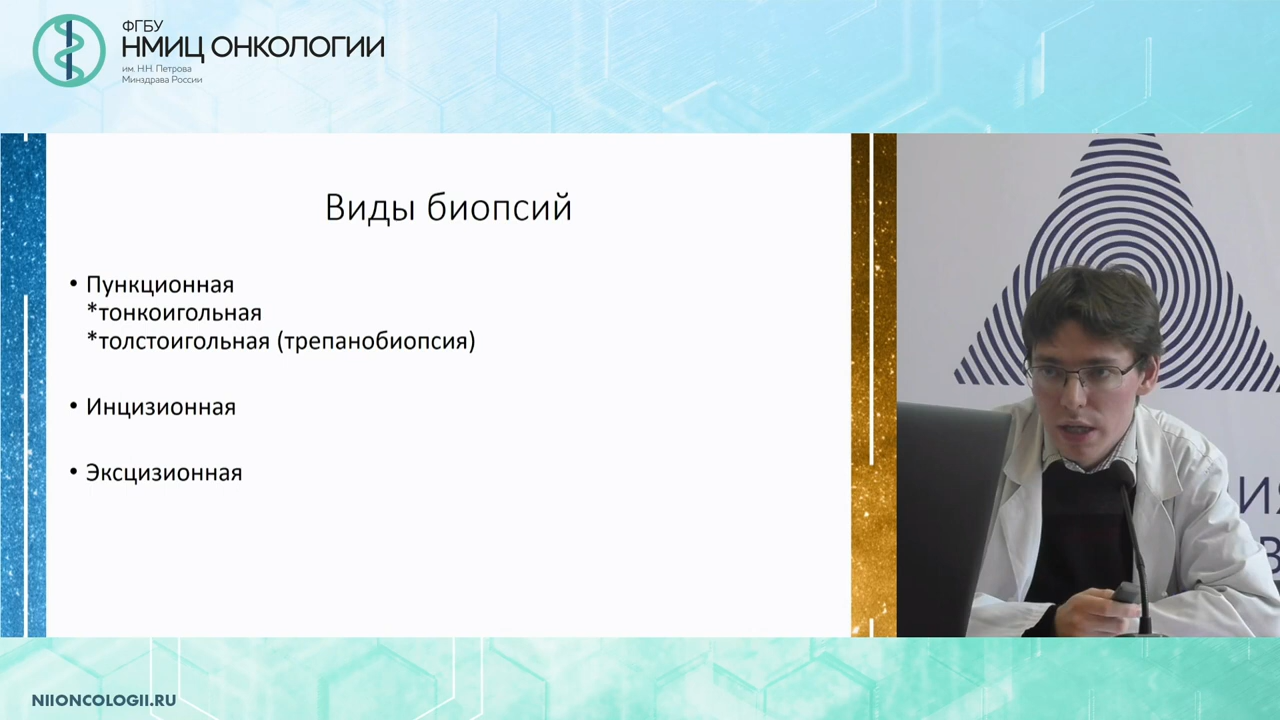 ФГБУ
НМИЦ ОНКОЛОГИИ
им. Н.Н. Петрова
Минздрава России
Виды биопсий
• Пункционная
*тонкоигольная
*толстоигольная (трепанобиопсия)
• Инцизионная
• Эксцизионная
NIIONCOLOGII.RU